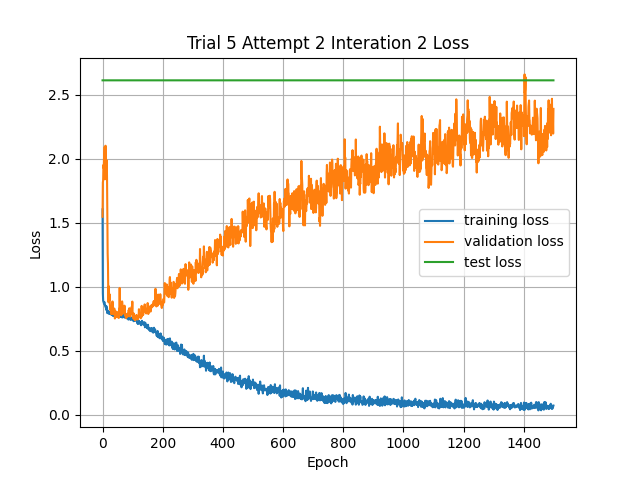 Trial 5 Attempt 2 Interation 2 Loss
Loss
2.5
2.0
1.5
1.0
0.5
0.0
training loss
validation loss
test loss
0 200 400 600 800 1000 1200 1400
Epoch